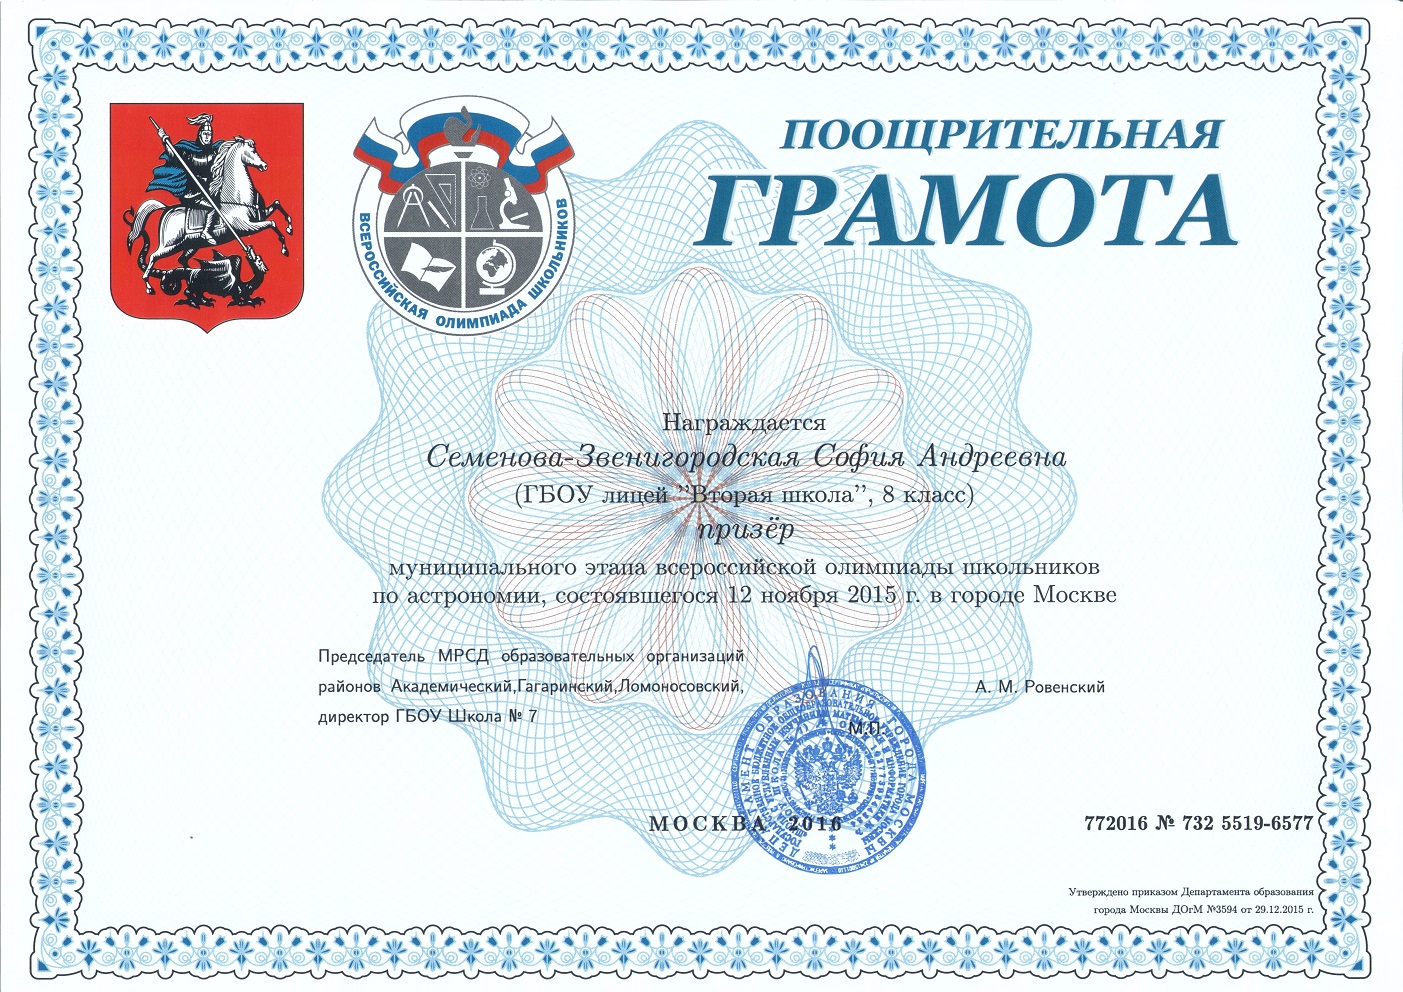 ВСЕРОССИЙСКАЯ ОЛИМПИАДА ШКОЛЬНИКОВ
ПООЩРИТЕЛЬНАЯ
ГРАМОТА
Награждается
Семенова-Звенигородская София Андреевна
(ГБОУ лицей ”Вторая школа”, 8 класс)
призёр
муниципального этапа всероссийской олимпиады школьников
по астрономии, состоявшегося 12 ноября 2015 г. в городе Москве
Председатель МРСД образовательных организаций
районов Академический,Гагаринский,Ломоносовский,
директор ГБОУ Школа № 7
А. М. Ровенский
М.П.
ДЕПАРТАМЕНТ ОБРАЗОВАНИЯ ГОРОДА МОСКВЫ
МОСКВА 2016
772016 № 732 5519-6577
Утверждено приказом Департамента образования
города Москвы ДОгМ №3594 от 29.12.2015 г.